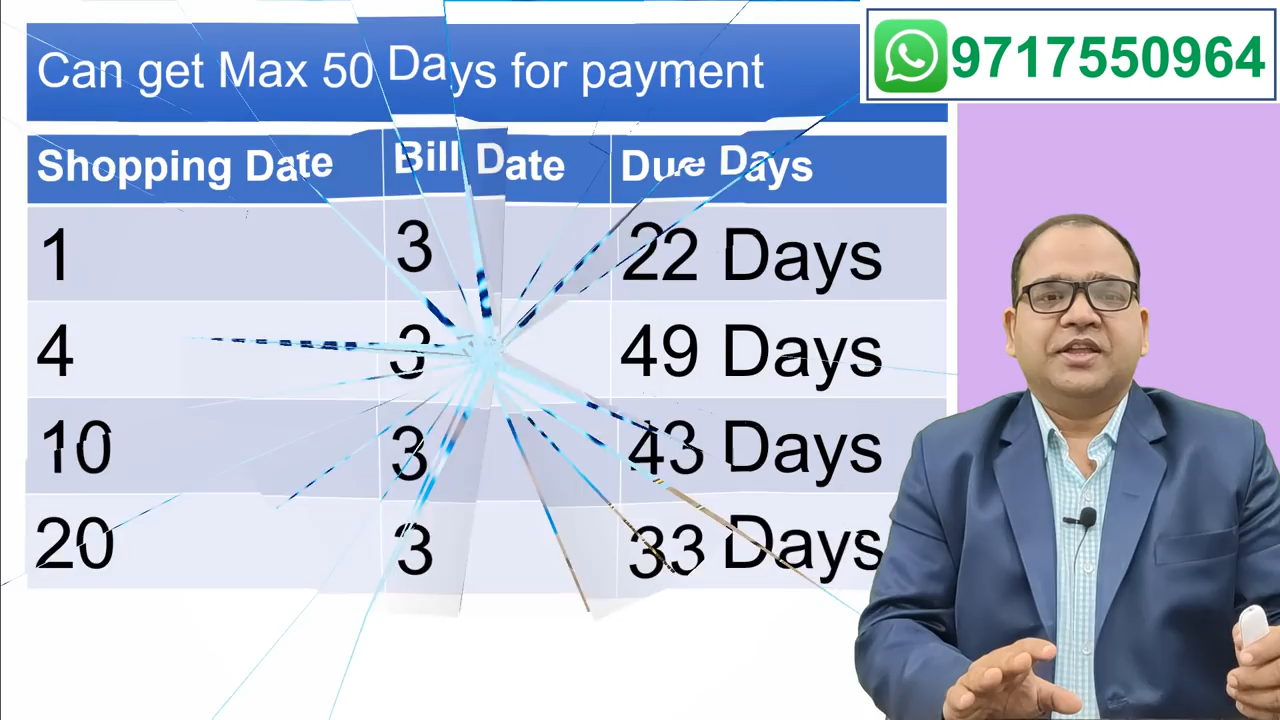 Can get Max 50 Days for payment
9717550964
Shopping Date Bill Date Due Days
1 3 22 Days
4 3 49 Days
10 3 43 Days
20 3 33 Days